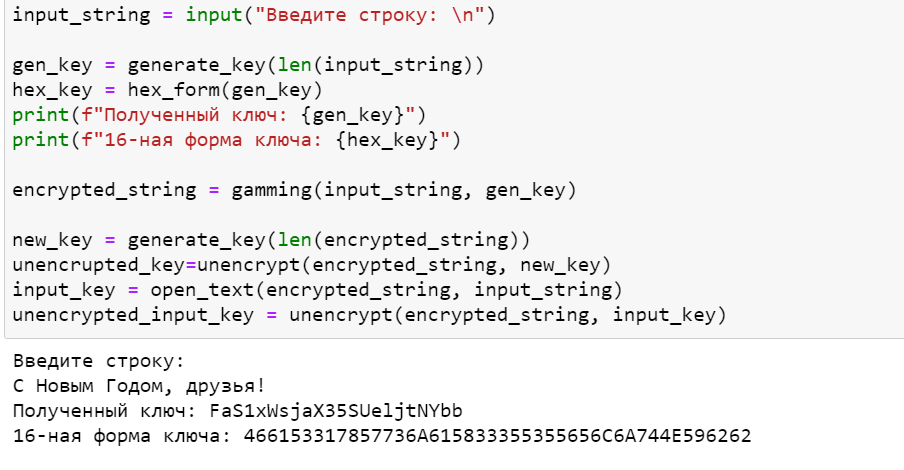 input_string = input("Введите строку: \n")
gen_key = generate_key(len(input_string))
hex_key = hex_form(gen_key)
print(f"Полученный ключ: {gen_key}")
print(f"16-ная форма ключа: {hex_key}")
encrypted_string = gamming(input_string, gen_key)
new_key = generate_key(len(encrypted_string))
unencrupted_key=unencrypt(encrypted_string, new_key)
input_key = open_text(encrypted_string, input_string)
unencrypted_input_key = unencrypt(encrypted_string, input_key)
Введите строку:
С Новым Годом, друзья!
Полученный ключ: FaS1xWsjaX35SUeljtNYbb
16-ная форма ключа: 466153317857736A615833355355656C6A744E596262